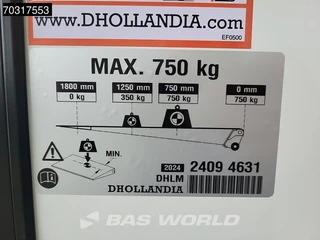 70317553
www.DHOLLANDIA.com
EF0500
MAX. 750 kg
1800 mm 1250 mm 750 mm 0 mm
0 kg 350 kg 750 kg 750 kg
MIN.
2024 2409 4631
DHLM
DHOLLANDIA
BAS WORLD